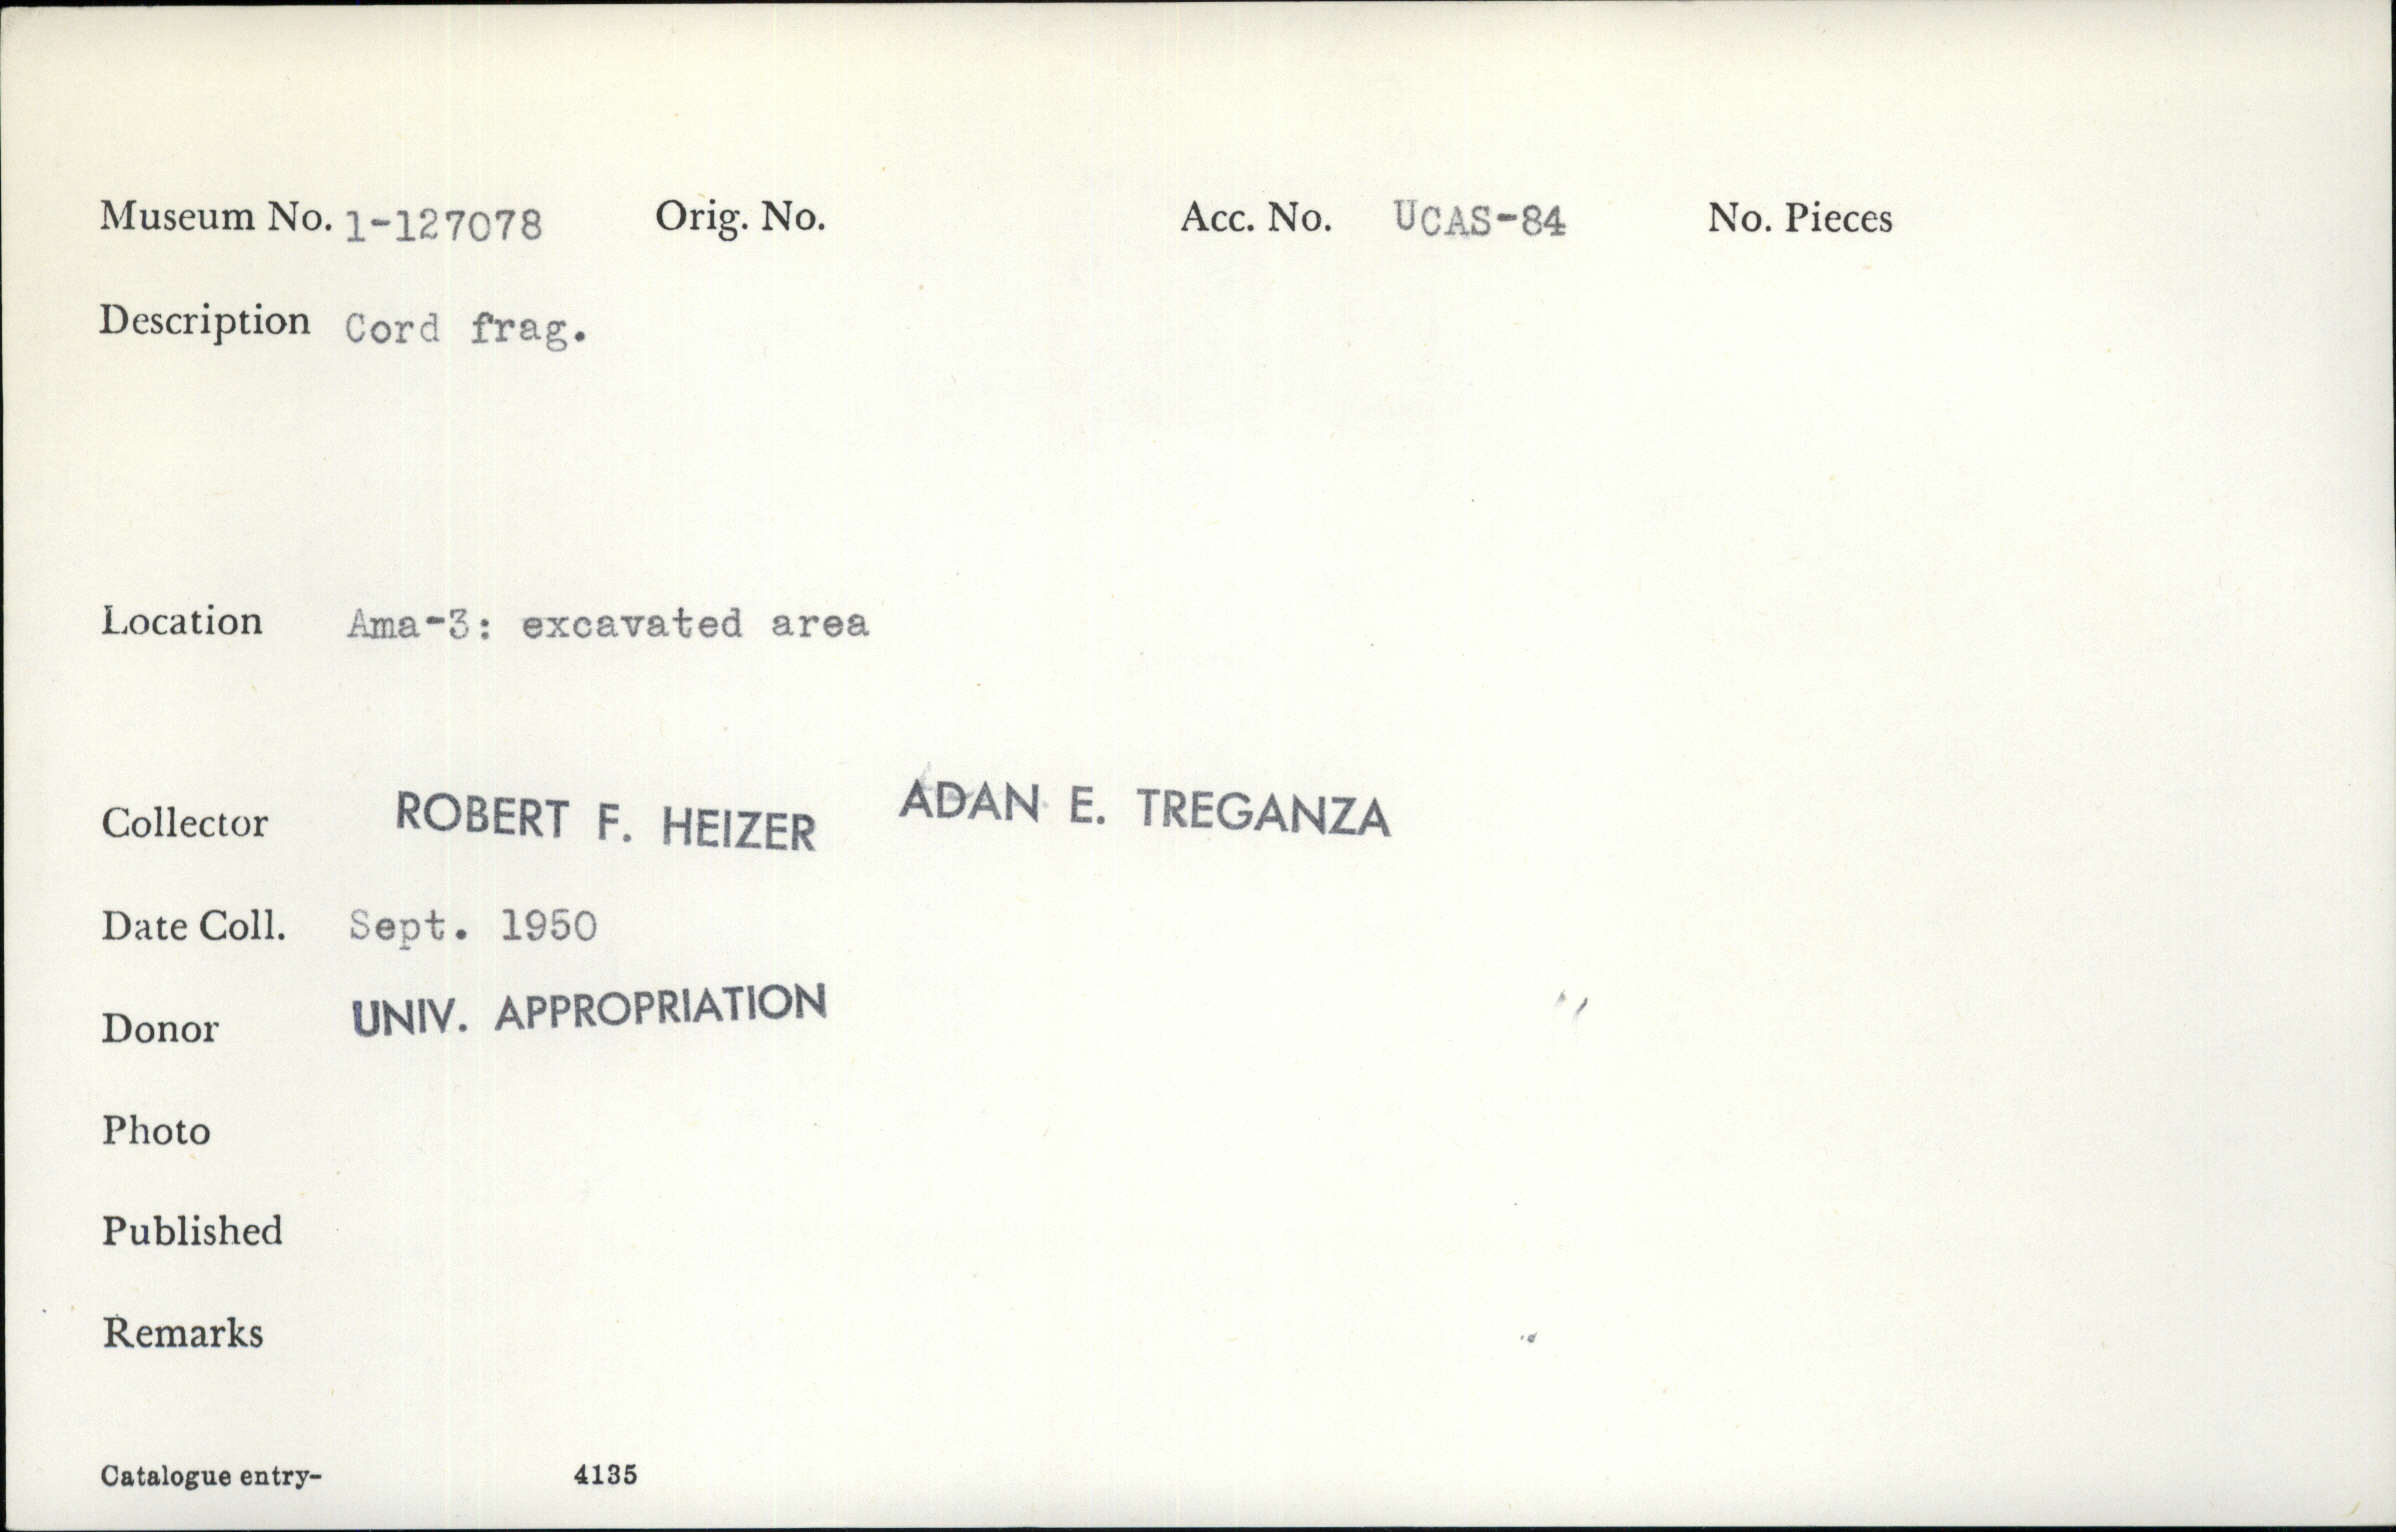 Museum No. 1-127078 Orig. No. Acc. No. UCAS-84 No. Pieces
Description Cord frag.
Location Ama-3: excavated area
Collector ROBERT F. HEIZER ADAN E. TREGANZA
Date Coll. Sept. 1950
Donor UNIV. APPROPRIATION
Photo
Published
Remarks
Catalogue entry- 4135